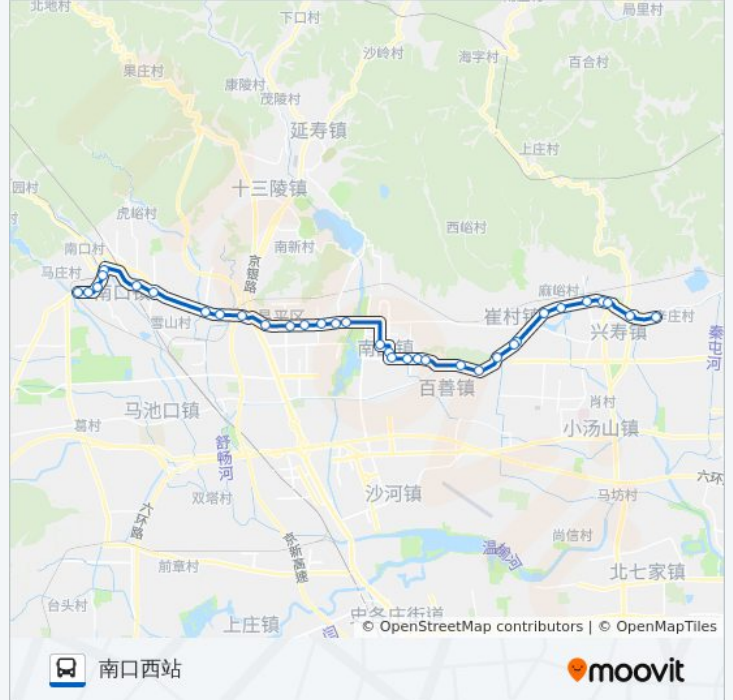 北地村
下口村
局里村
沙岭村
海字村
果庄村
百合村
康陵村
茂陵村
延寿镇
上庄村
十三陵镇
园村
虎峪村
西峪村
南口村
南新村
京银路
马庄村
麻峪村
南口镇
昌平区
崔村镇
雪山村
兴寿镇
秦屯河
百善镇
肖村
马池口镇
葛村
小汤山镇
舒畅河
六环
沙河镇
双塔村
马坊村
六环路
尚信村
京新高速
温榆河
前章村
北七家镇
台头村
上庄镇
© OpenStreetMap contributors | © OpenMapTiles
南口西站
moovit